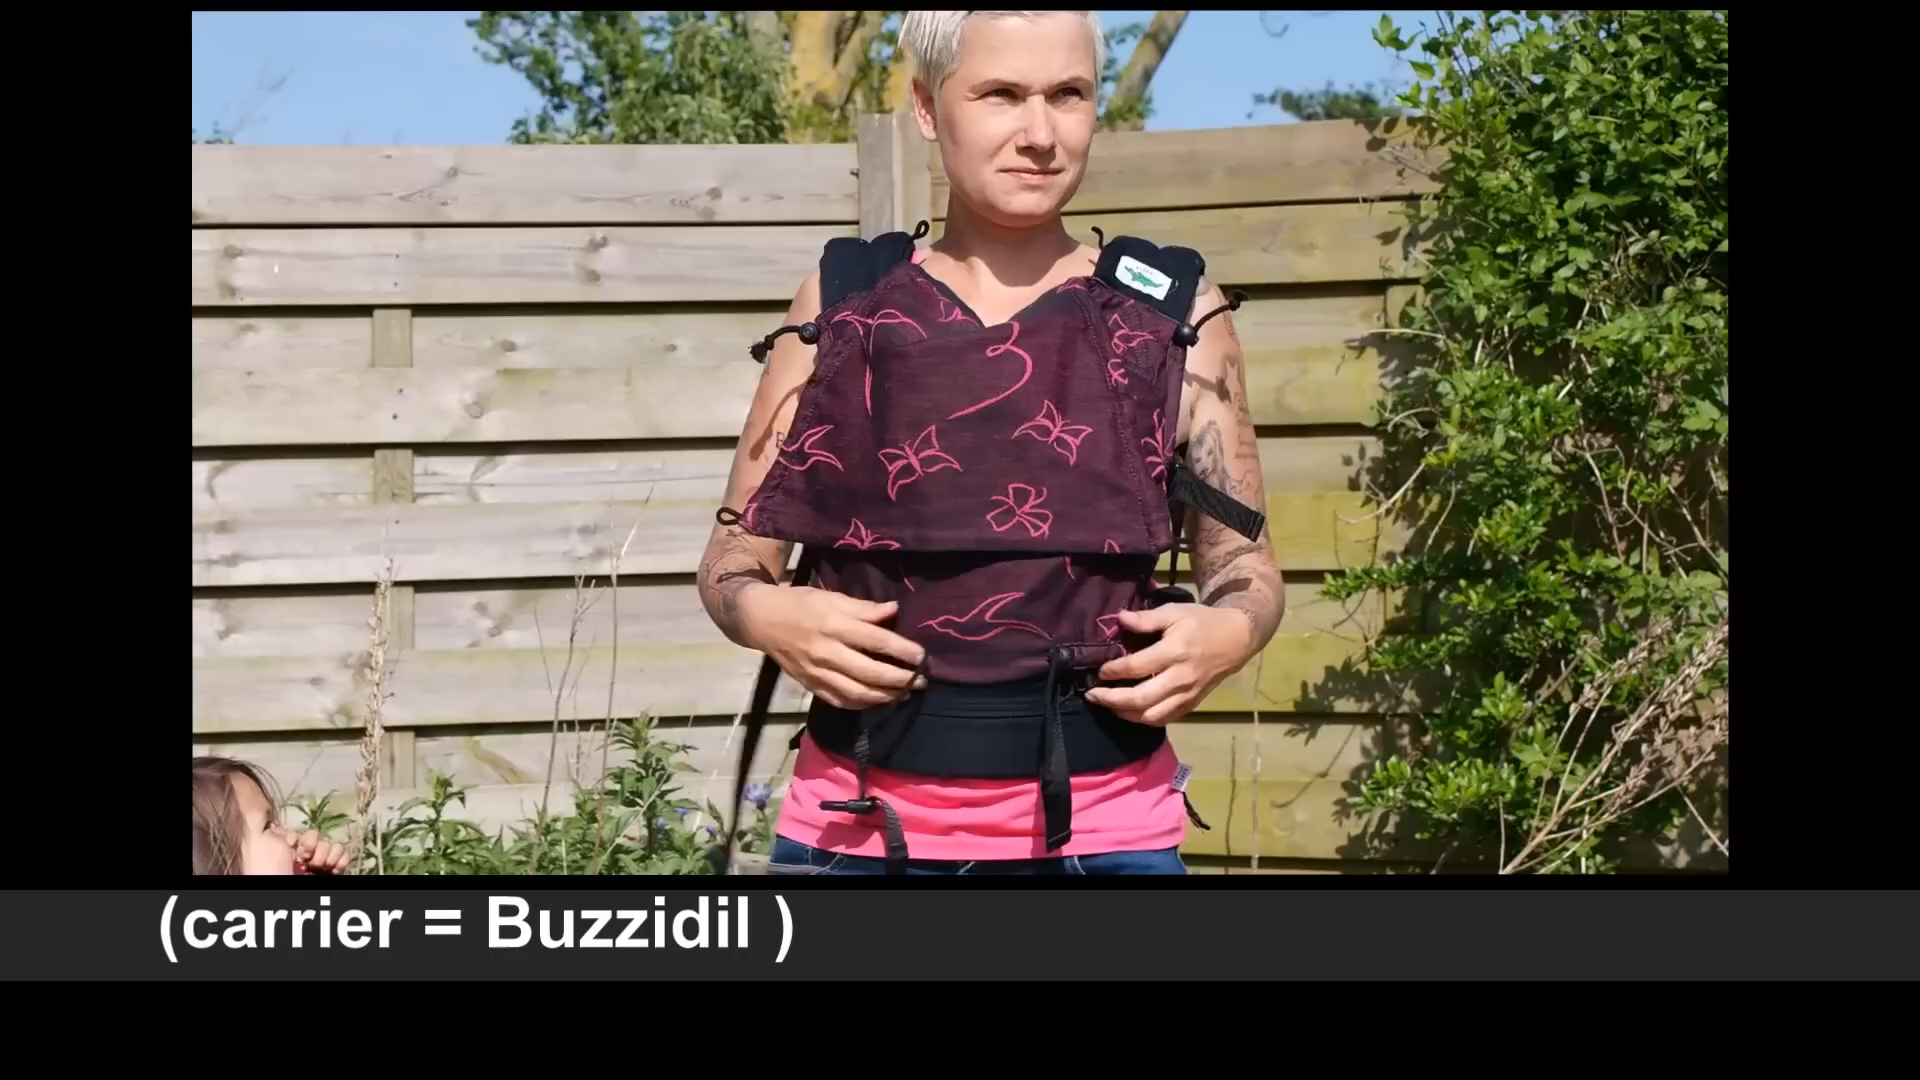 (carrier = Buzzidil )